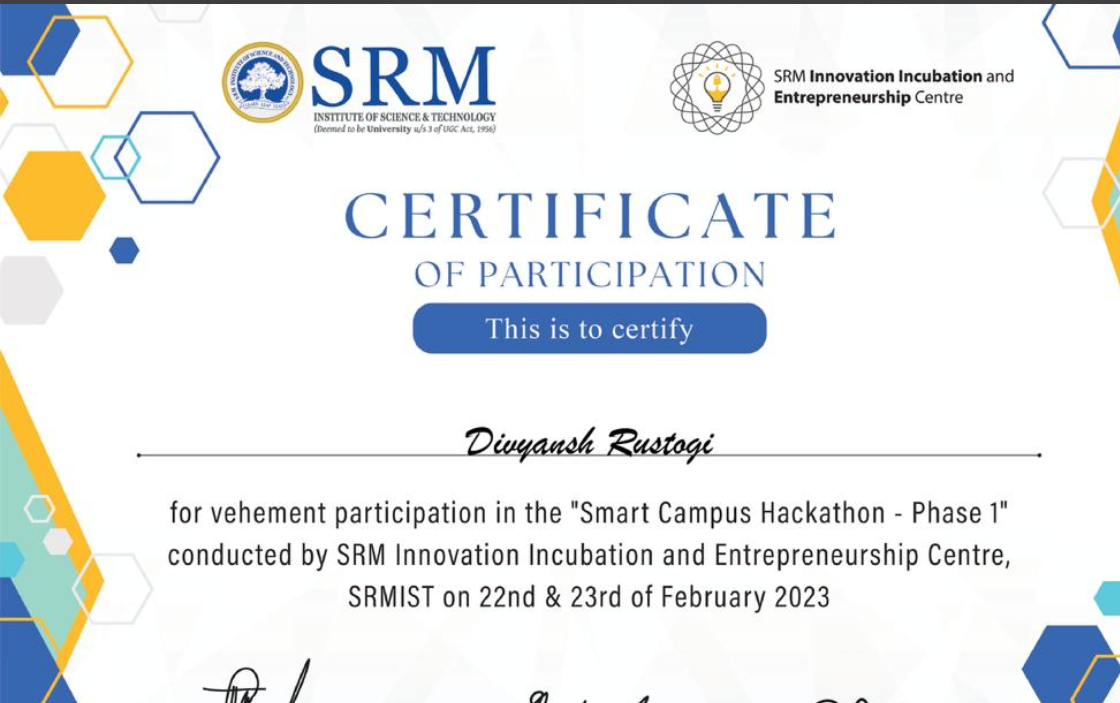 SRM
INSTITUTE OF SCIENCE & TECHNOLOGY
(Deemed to be University u/s 3 of UGC Act, 1956)
SRM Innovation Incubation and
Entrepreneurship Centre
CERTIFICATE
OF PARTICIPATION
This is to certify
Divyansh Rustogi
for vehement participation in the "Smart Campus Hackathon - Phase 1"
conducted by SRM Innovation Incubation and Entrepreneurship Centre,
SRMIST on 22nd & 23rd of February 2023